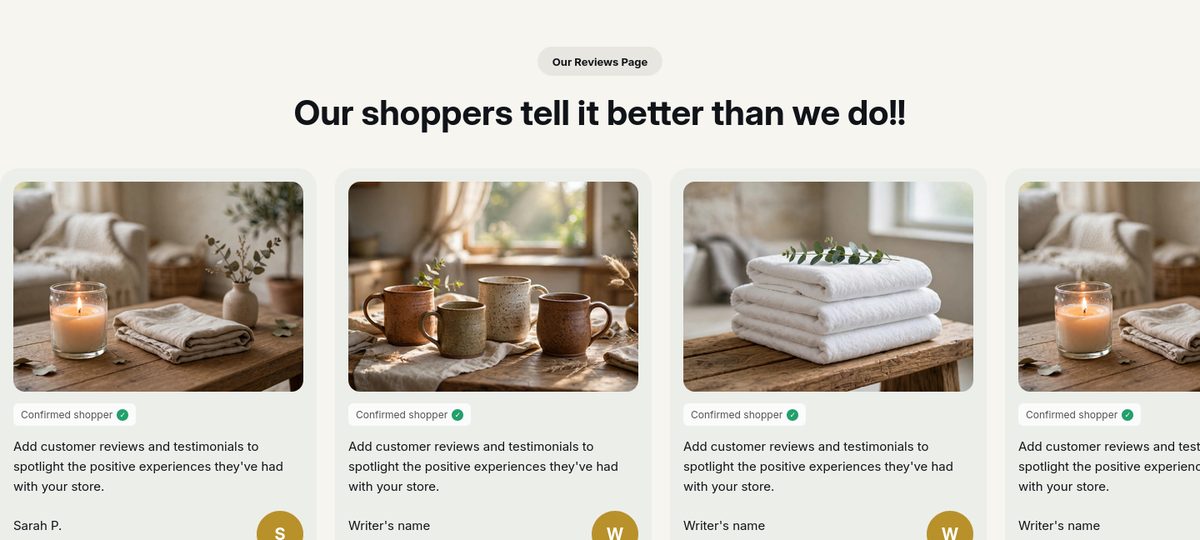 Our Reviews Page
Our shoppers tell it better than we do!!
Confirmed shopper
Add customer reviews and testimonials to
spotlight the positive experiences they've had
with your store.
Sarah P.
S
Confirmed shopper
Add customer reviews and testimonials to
spotlight the positive experiences they've had
with your store.
Writer's name
W
Confirmed shopper
Add customer reviews and testimonials to
spotlight the positive experiences they've had
with your store.
Writer's name
W
Confirmed shopper
Add customer reviews and
spotlight the positive
with your store.
Writer's name